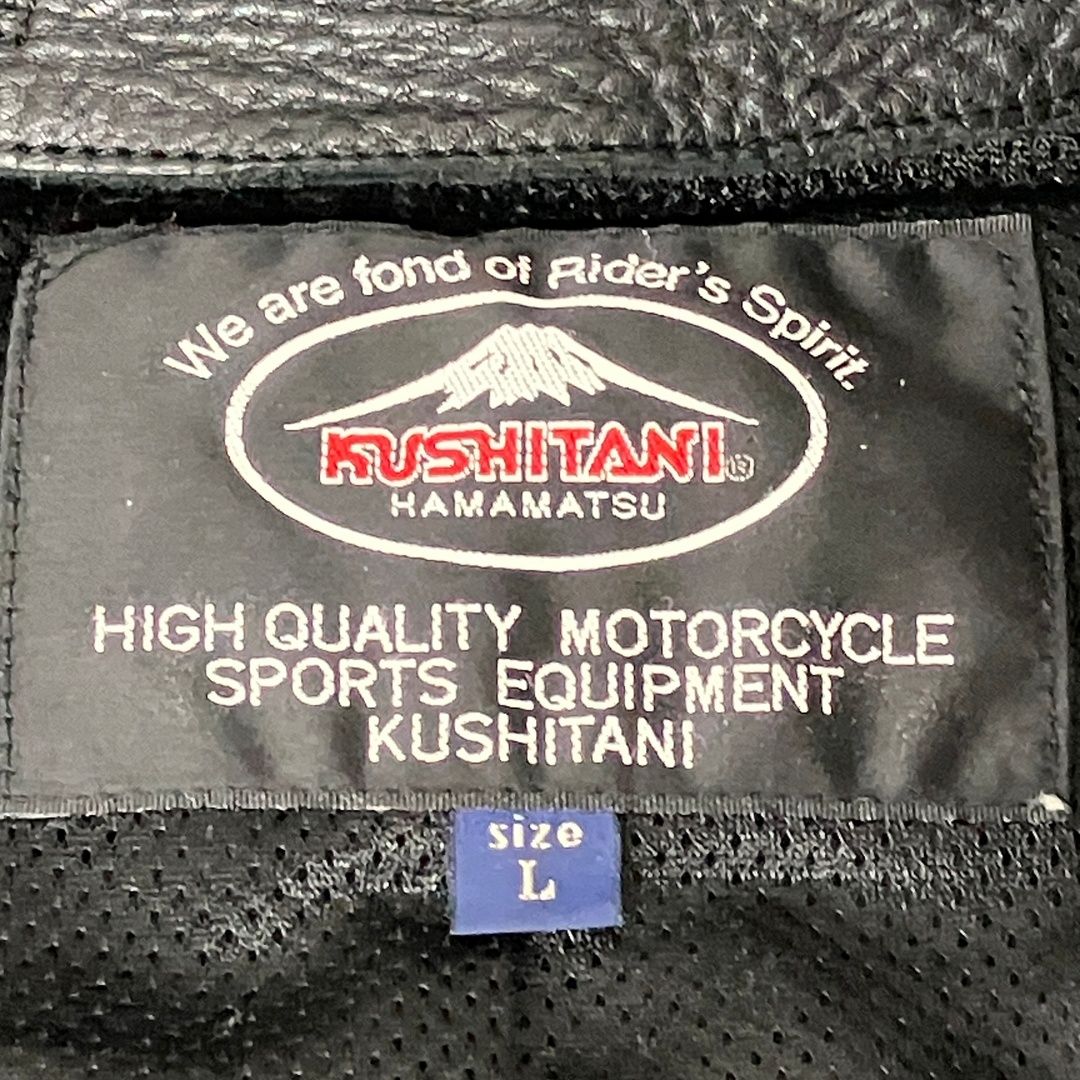 We are fond of Rider's Spirit.
KUSHITANI®
HAMAMATSU
HIGH QUALITY MOTORCYCLE
SPORTS EQUIPMENT
KUSHITANI
size
L